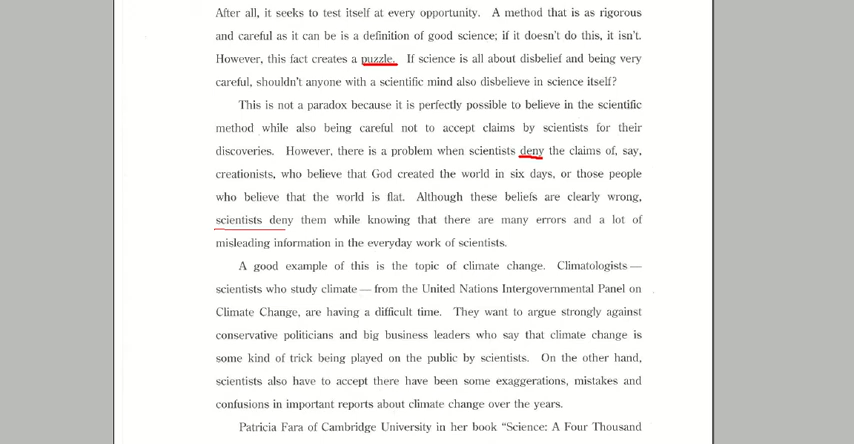 After all, it seeks to test itself at every opportunity. A method that is as rigorous
and careful as it can be is a definition of good science; if it doesn't do this, it isn't.
However, this fact creates a puzzle. If science is all about disbelief and being very
careful, shouldn't anyone with a scientific mind also disbelieve in science itself?
This is not a paradox because it is perfectly possible to believe in the scientific
method while also being careful not to accept claims by scientists for their
discoveries. However, there is a problem when scientists deny the claims of, say,
creationists, who believe that God created the world in six days, or those people
who believe that the world is flat. Although these beliefs are clearly wrong,
scientists deny them while knowing that there are many errors and a lot of
misleading information in the everyday work of scientists.
A good example of this is the topic of climate change. Climatologists—
scientists who study climate—from the United Nations Intergovernmental Panel on
Climate Change, are having a difficult time. They want to argue strongly against
conservative politicians and big business leaders who say that climate change is
some kind of trick being played on the public by scientists. On the other hand,
scientists also have to accept there have been some exaggerations, mistakes and
confusions in important reports about climate change over the years.
Patricia Fara of Cambridge University in her book “Science: A Four Thousand